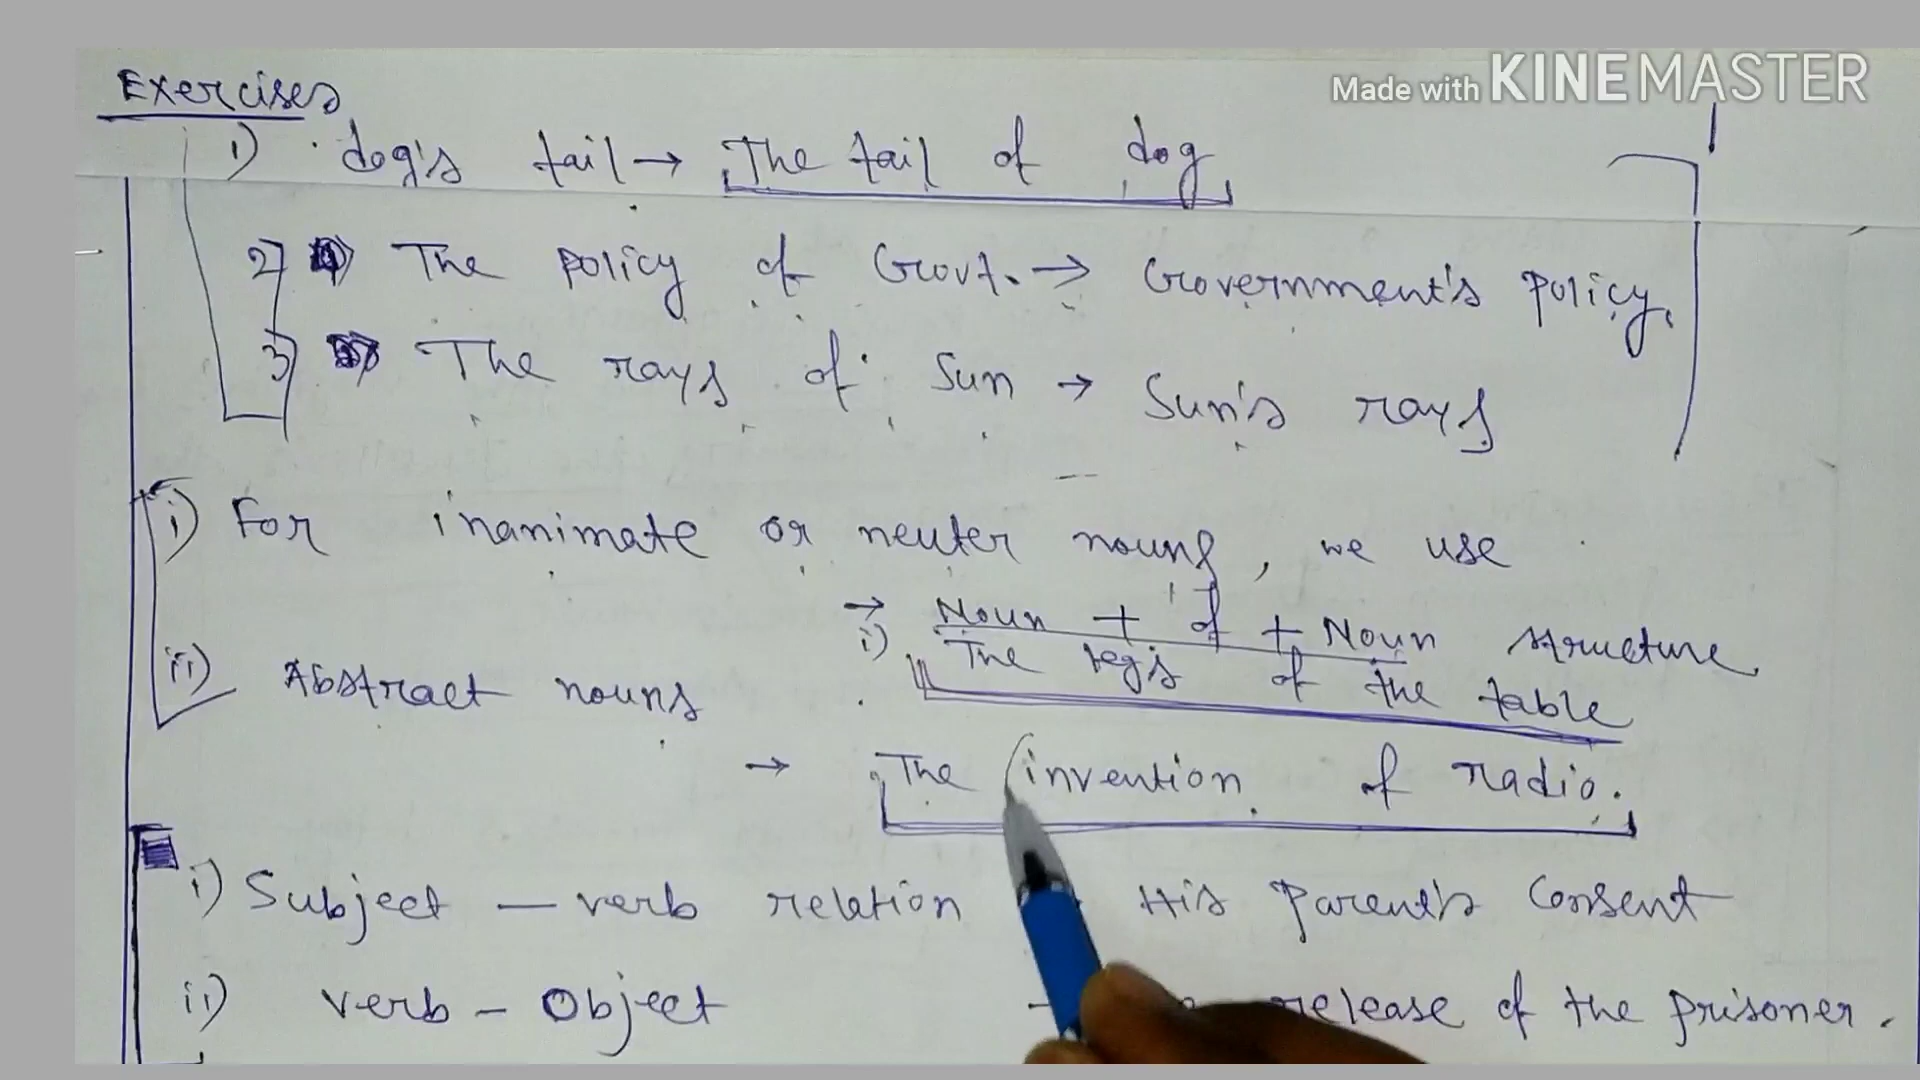 Made with KINEMASTER
Exercises
1) dog's tail → The tail of dog
2) The policy of Govt. → Government's policy.
3) The rays of Sun → Sun's rays
i) For inanimate or neuter nouns, we use
→ Noun + of + Noun structure
i) The legs of the table
ii) Abstract nouns
→ The invention of radio.
i) Subject - verb relation His Parents Consent
ii) verb - Object - release of the prisoner.